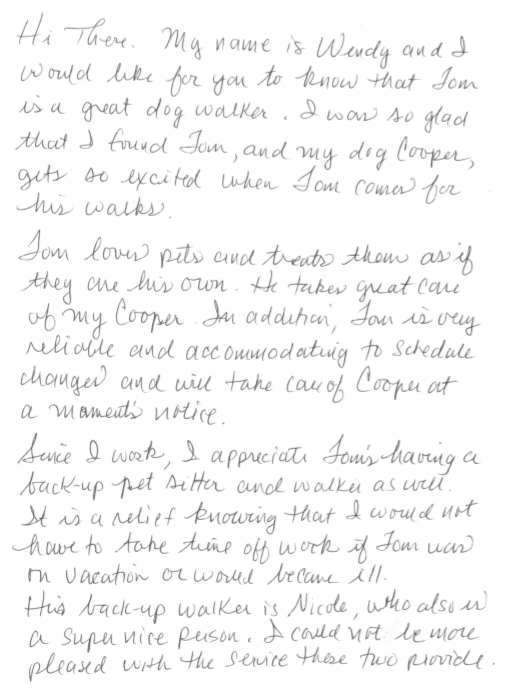 Hi There. My name is Wendy and I
would like for you to know that Tom
is a great dog walker. I was so glad
that I found Tom, and my dog Cooper,
gets so excited when Tom comes for
his walks.
Tom loves pets and treats them as if
they are his own. He takes great care
of my Cooper. In addition, Tom is very
reliable and accommodating to schedule
changes and will take care of Cooper at
a moment's notice.
Since I work, I appreciate Tom's having a
back-up pet sitter and walker as well.
It is a relief knowing that I would not
have to take time off work if Tom was
on vacation or would became ill.
His back-up walker is Nicole, who also is
a super nice person. I could not be more
pleased with the service these two provide.